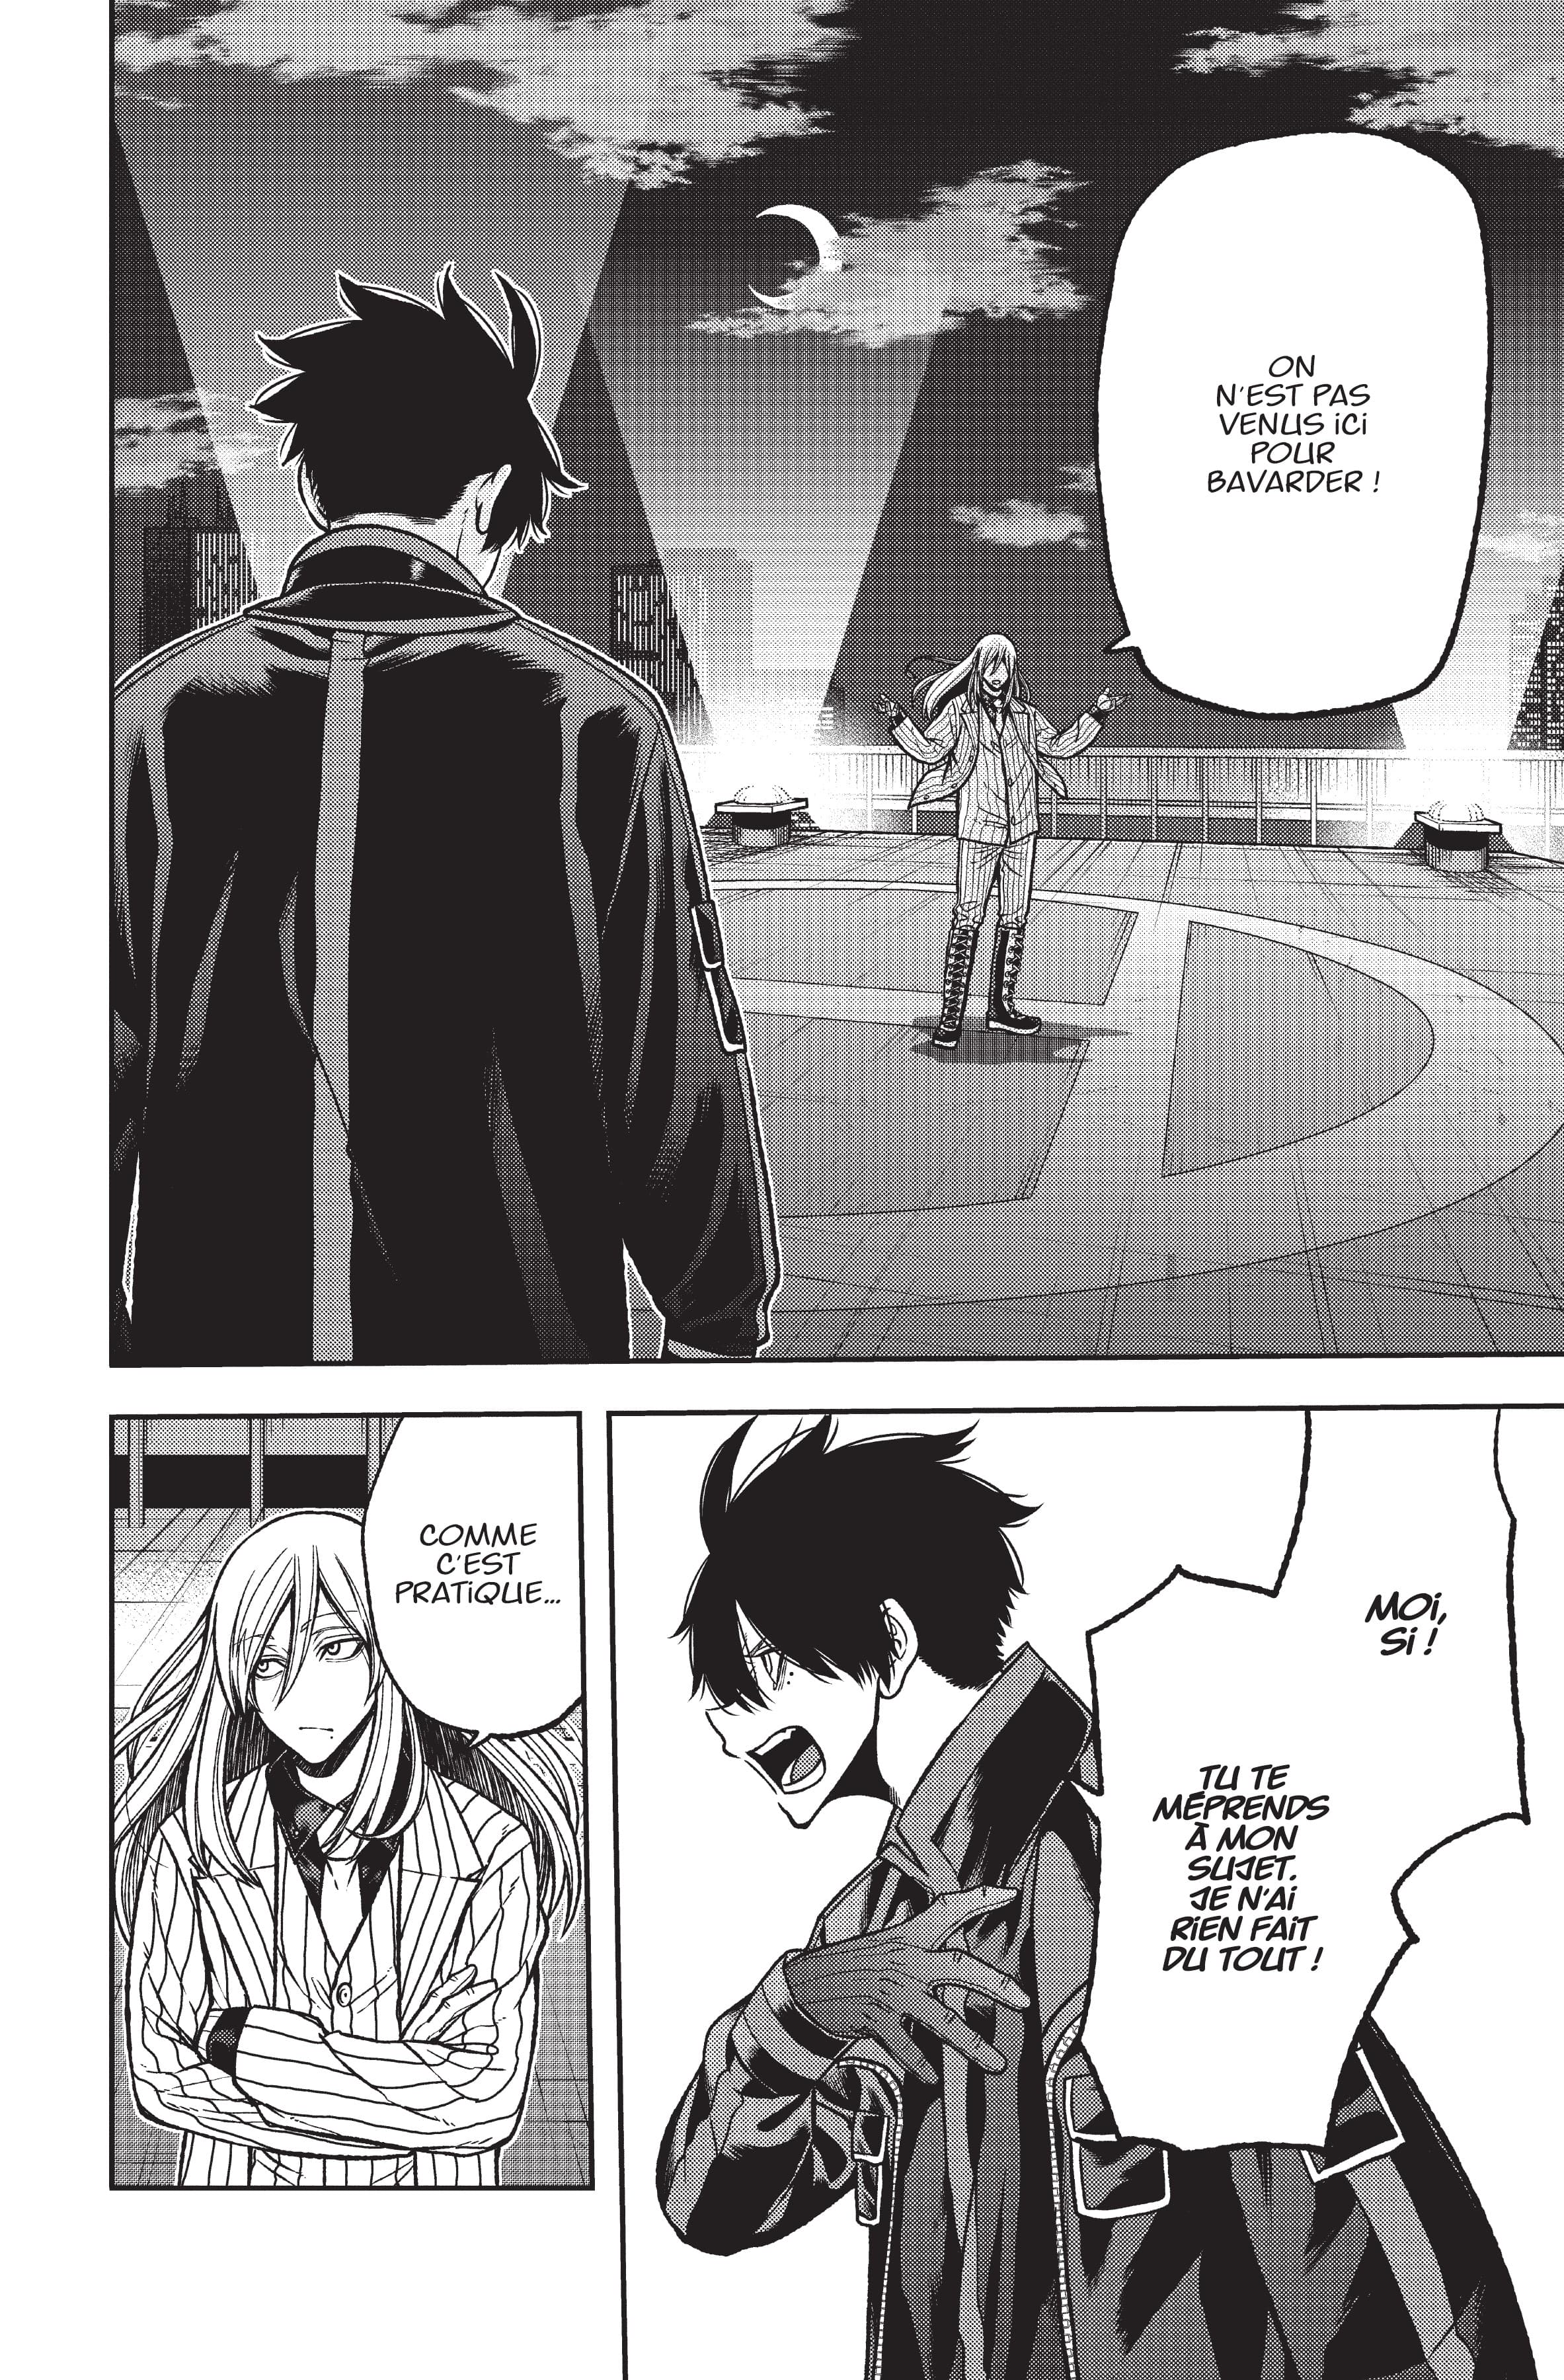 ON
N'EST PAS
VENUS iCi
POUR
BAVARDER !
MOi,
Si !
TU TE
MÉPRENDS
À MON
SUJET.
JE N'AI
RiEN FAiT
DU TOUT !
COMME
C'EST
PRATiQUE...